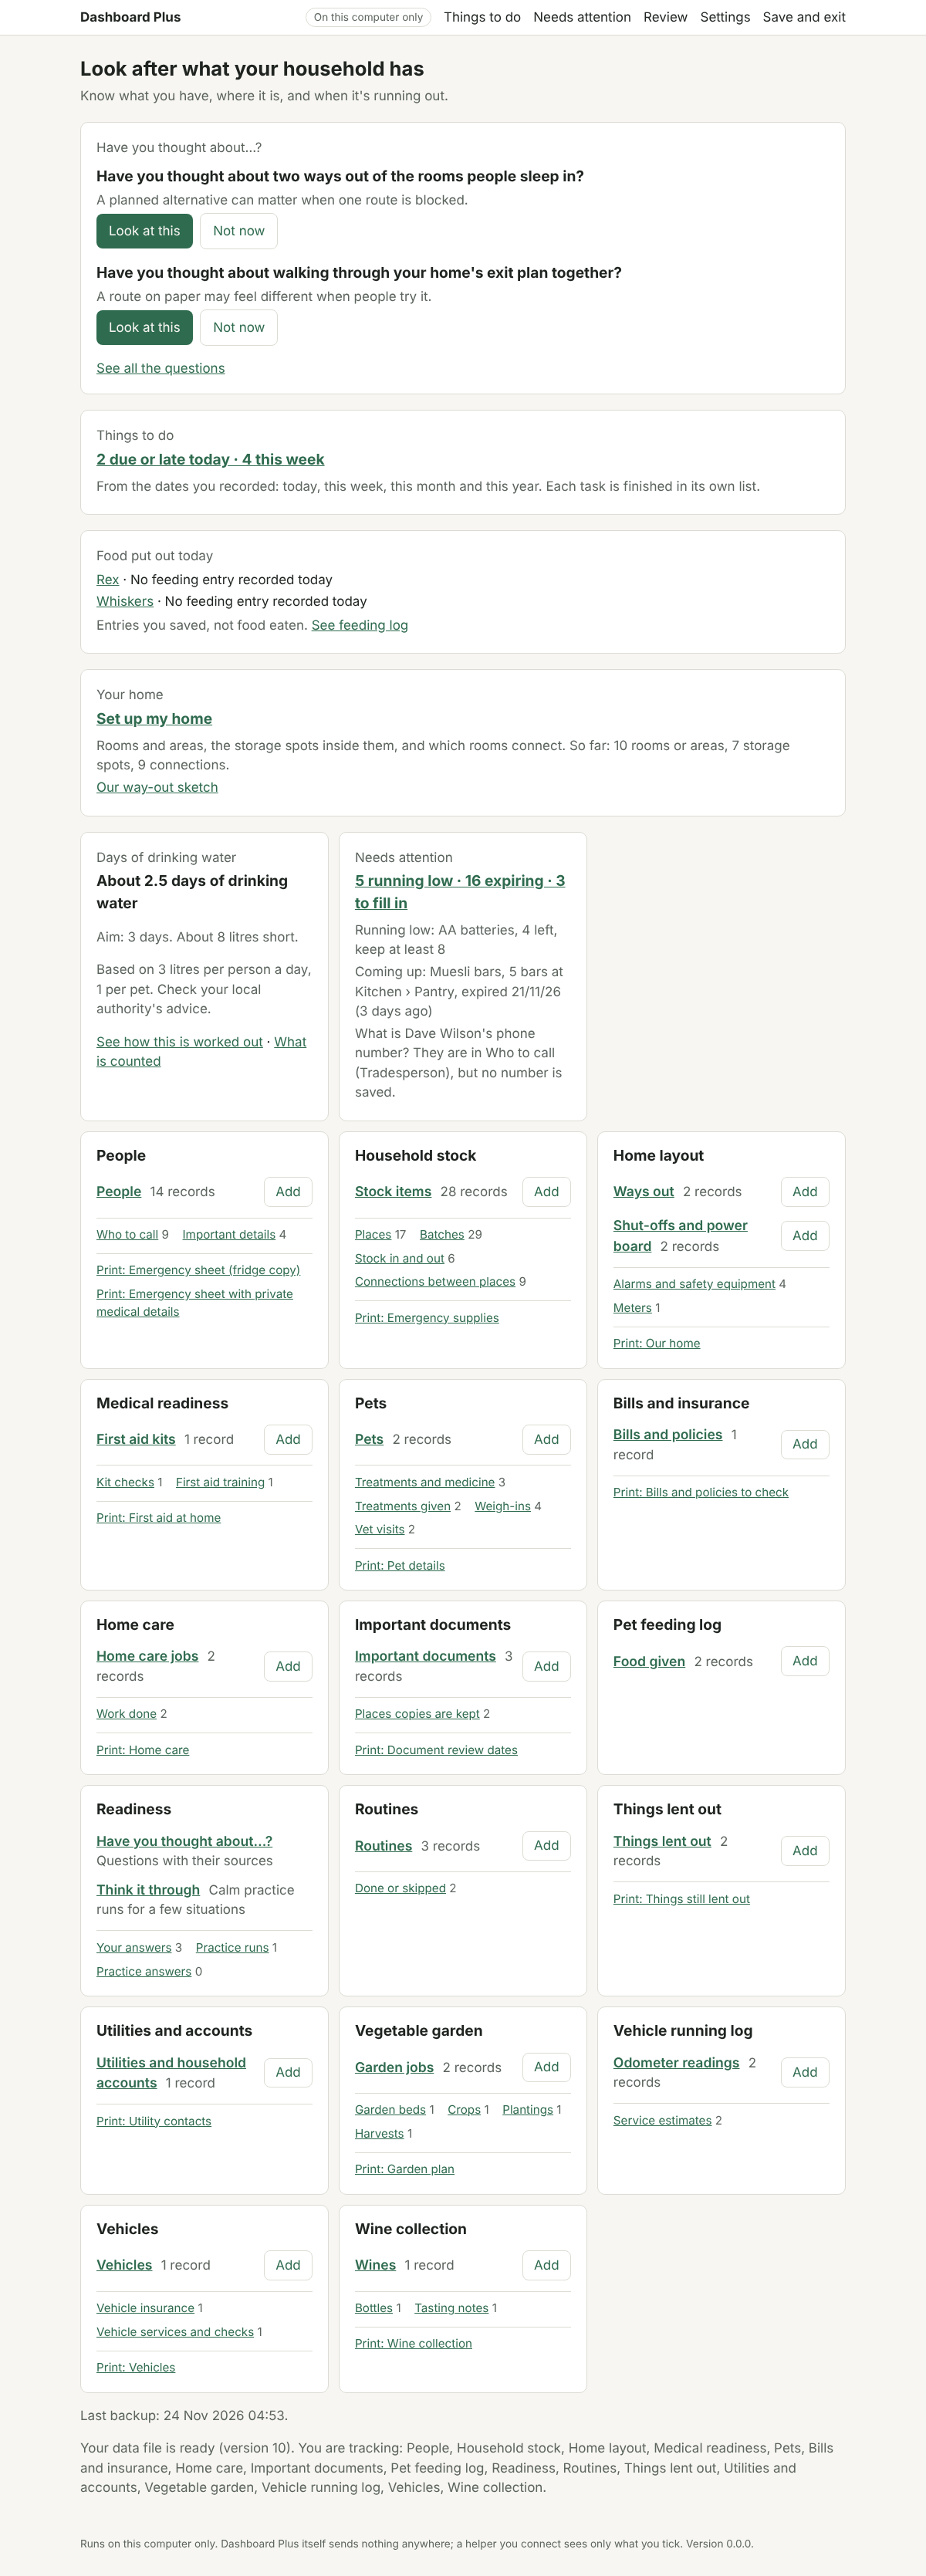 Dashboard Plus
On this computer only
Things to do
Needs attention
Review
Settings
Save and exit
Look after what your household has
Know what you have, where it is, and when it's running out.
Have you thought about...?
Have you thought about two ways out of the rooms people sleep in?
A planned alternative can matter when one route is blocked.
Look at this
Not now
Have you thought about walking through your home's exit plan together?
A route on paper may feel different when people try it.
Look at this
Not now
See all the questions
Things to do
2 due or late today · 4 this week
From the dates you recorded: today, this week, this month and this year. Each task is finished in its own list.
Food put out today
Rex · No feeding entry recorded today
Whiskers · No feeding entry recorded today
Entries you saved, not food eaten. See feeding log
Your home
Set up my home
Rooms and areas, the storage spots inside them, and which rooms connect. So far: 10 rooms or areas, 7 storage
spots, 9 connections.
Our way-out sketch
Days of drinking water
About 2.5 days of drinking
water
Aim: 3 days. About 8 litres short.
Based on 3 litres per person a day,
1 per pet. Check your local
authority's advice.
See how this is worked out · What
is counted
Needs attention
5 running low · 16 expiring · 3
to fill in
Running low: AA batteries, 4 left,
keep at least 8
Coming up: Muesli bars, 5 bars at
Kitchen › Pantry, expired 21/11/26
(3 days ago)
What is Dave Wilson's phone
number? They are in Who to call
(Tradesperson), but no number is
saved.
People
People 14 records
Add
Who to call 9 Important details 4
Print: Emergency sheet (fridge copy)
Print: Emergency sheet with private
medical details
Household stock
Stock items 28 records
Add
Places 17 Batches 29
Stock in and out 6
Connections between places 9
Print: Emergency supplies
Home layout
Ways out 2 records
Add
Shut-offs and power
board 2 records
Add
Alarms and safety equipment 4
Meters 1
Print: Our home
Medical readiness
First aid kits 1 record
Add
Kit checks 1 First aid training 1
Print: First aid at home
Pets
Pets 2 records
Add
Treatments and medicine 3
Treatments given 2 Weigh-ins 4
Vet visits 2
Print: Pet details
Bills and insurance
Bills and policies 1
record
Add
Print: Bills and policies to check
Home care
Home care jobs 2
records
Add
Work done 2
Print: Home care
Important documents
Important documents 3
records
Add
Places copies are kept 2
Print: Document review dates
Pet feeding log
Food given 2 records
Add
Readiness
Have you thought about...?
Questions with their sources
Think it through Calm practice
runs for a few situations
Your answers 3 Practice runs 1
Practice answers 0
Routines
Routines 3 records
Add
Done or skipped 2
Things lent out
Things lent out 2
records
Add
Print: Things still lent out
Utilities and accounts
Utilities and household
accounts 1 record
Add
Print: Utility contacts
Vegetable garden
Garden jobs 2 records
Add
Garden beds 1 Crops 1 Plantings 1
Harvests 1
Print: Garden plan
Vehicle running log
Odometer readings 2
records
Add
Service estimates 2
Vehicles
Vehicles 1 record
Add
Vehicle insurance 1
Vehicle services and checks 1
Print: Vehicles
Wine collection
Wines 1 record
Add
Bottles 1 Tasting notes 1
Print: Wine collection
Last backup: 24 Nov 2026 04:53.
Your data file is ready (version 10). You are tracking: People, Household stock, Home layout, Medical readiness, Pets, Bills
and insurance, Home care, Important documents, Pet feeding log, Readiness, Routines, Things lent out, Utilities and
accounts, Vegetable garden, Vehicle running log, Vehicles, Wine collection.
Runs on this computer only. Dashboard Plus itself sends nothing anywhere; a helper you connect sees only what you tick. Version 0.0.0.